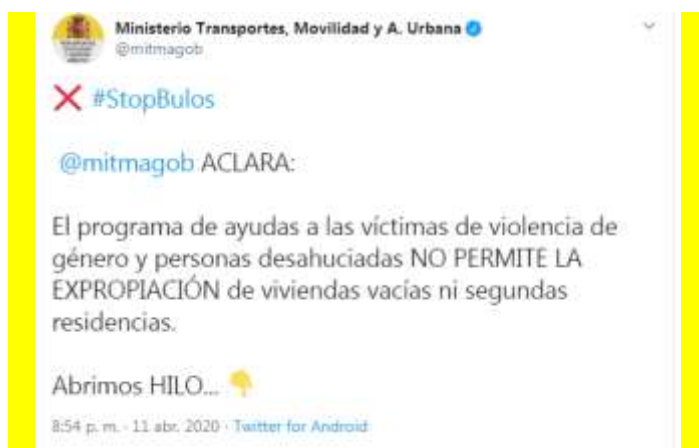 Ministerio Transportes, Movilidad y A. Urbana
@mitmagob
❌ #StopBulos
@mitmagob ACLARA:
El programa de ayudas a las víctimas de violencia de
género y personas desahuciadas NO PERMITE LA
EXPROPIACIÓN de viviendas vacías ni segundas
residencias.
Abrimos HILO... 👇
8:54 p. m. · 11 abr. 2020 · Twitter for Android